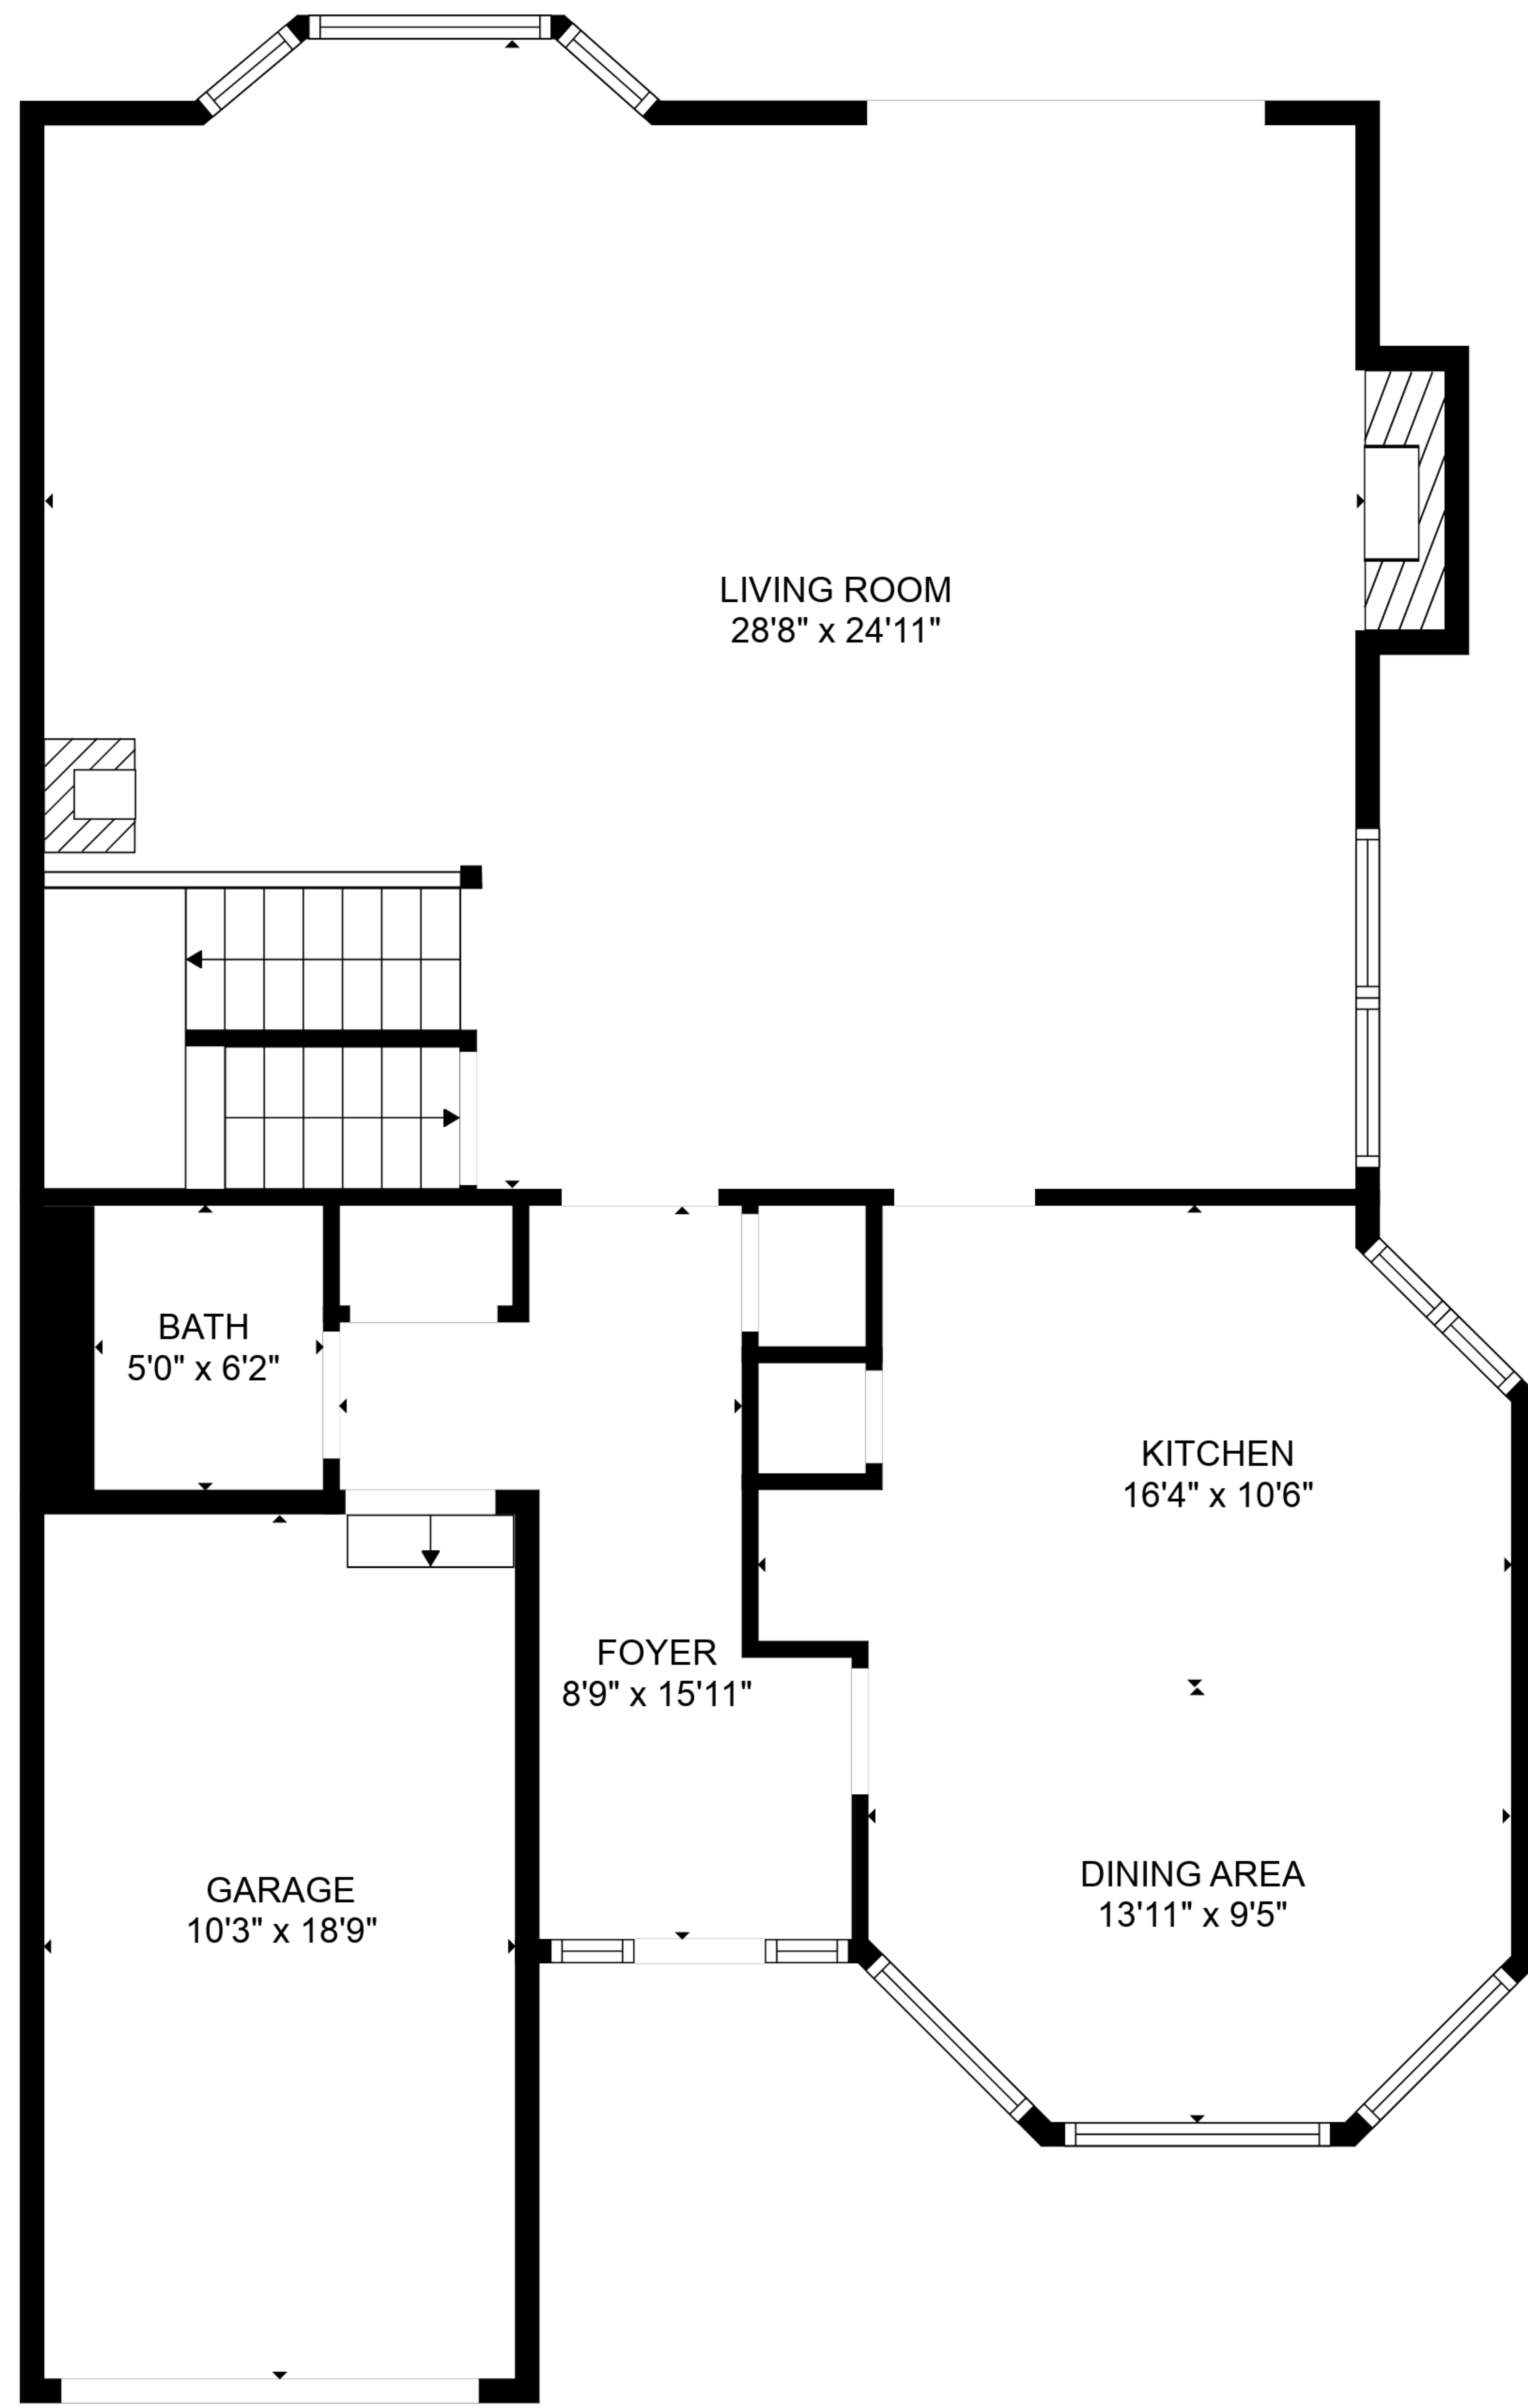 LIVING ROOM
28'8" x 24'11"
BATH
5'0" x 6'2"
KITCHEN
16'4" x 10'6"
FOYER
8'9" x 15'11"
GARAGE
10'3" x 18'9"
DINING AREA
13'11" x 9'5"